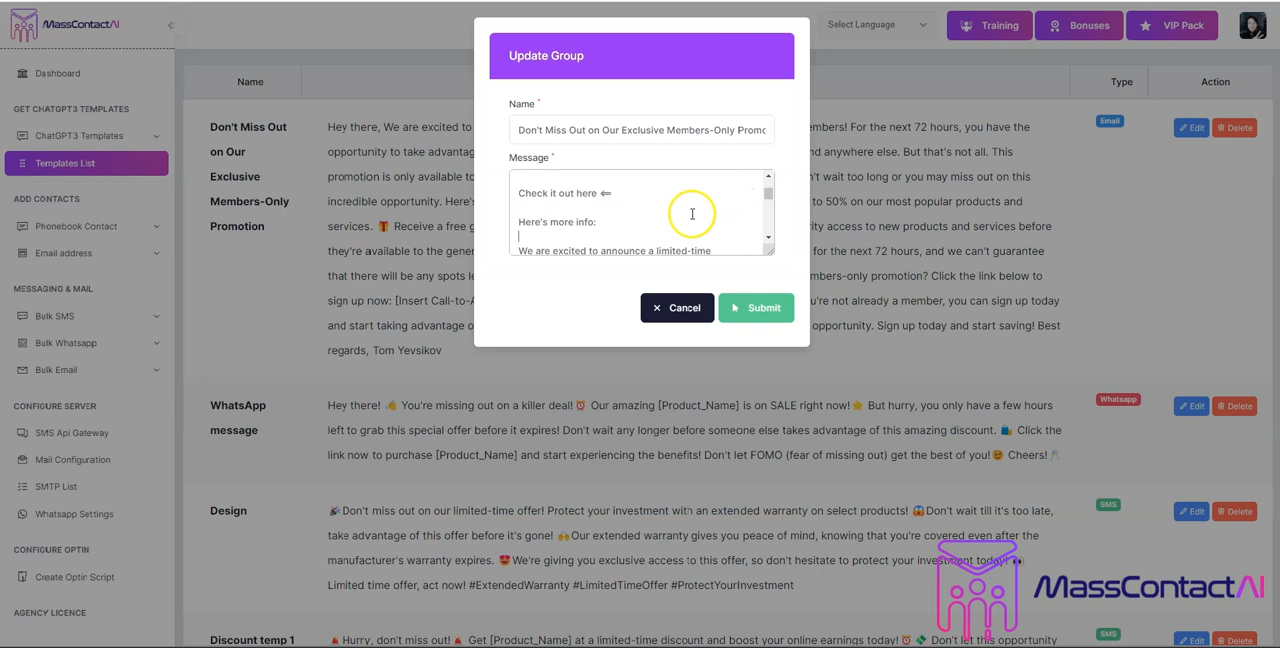 MassContactAI
Select Language
Training
Bonuses
VIP Pack
Dashboard
GET CHATGPT3 TEMPLATES
ChatGPT3 Templates
Templates List
ADD CONTACTS
Phonebook Contact
Email address
MESSAGING & MAIL
Bulk SMS
Bulk Whatsapp
Bulk Email
CONFIGURE SERVER
SMS Api Gateway
Mail Configuration
SMTP List
Whatsapp Settings
CONFIGURE OPTIN
Create Optin Script
AGENCY LICENCE
Update Group
Name *
Don't Miss Out on Our Exclusive Members-Only Promo
Message *
Check it out here ⇐
Here's more info:
We are excited to announce a limited-time
Cancel
Submit
Name
Type
Action
Don't Miss Out
on Our
Exclusive
Members-Only
Promotion
Hey there, We are excited to embers! For the next 72 hours, you have the
opportunity to take advantag nd anywhere else. But that's not all. This
promotion is only available to n't wait too long or you may miss out on this
incredible opportunity. Here's to 50% on our most popular products and
services. 🎁 Receive a free g ity access to new products and services before
they're available to the gener for the next 72 hours, and we can't guarantee
that there will be any spots le mbers-only promotion? Click the link below to
sign up now: [Insert Call-to-A u're not already a member, you can sign up today
and start taking advantage o opportunity. Sign up today and start saving! Best
regards, Tom Yevsikov
Email
Edit
Delete
WhatsApp
message
Hey there! 👋 You're missing out on a killer deal!⏰ Our amazing [Product_Name] is on SALE right now!⭐ But hurry, you only have a few hours
left to grab this special offer before it expires! Don't wait any longer before someone else takes advantage of this amazing discount. 🛍️ Click the
link now to purchase [Product_Name] and start experiencing the benefits! Don't let FOMO (fear of missing out) get the best of you!😉 Cheers!🥂
Whatsapp
Edit
Delete
Design
🎉Don't miss out on our limited-time offer! Protect your investment with an extended warranty on select products! 😱Don't wait till it's too late,
take advantage of this offer before it's gone! 🙌Our extended warranty gives you peace of mind, knowing that you're covered even after the
manufacturer's warranty expires. 😍We're giving you exclusive access to this offer, so don't hesitate to protect your investment today! 👀
Limited time offer, act now! #ExtendedWarranty #LimitedTimeOffer #ProtectYourInvestment
SMS
Edit
Delete
MassContactAI
Discount temp 1
🚨 Hurry, don't miss out! 🚨 Get [Product_Name] at a limited-time discount and boost your online earnings today! ⏰ 💸 Don't let this opportunity
SMS
Edit
Delete